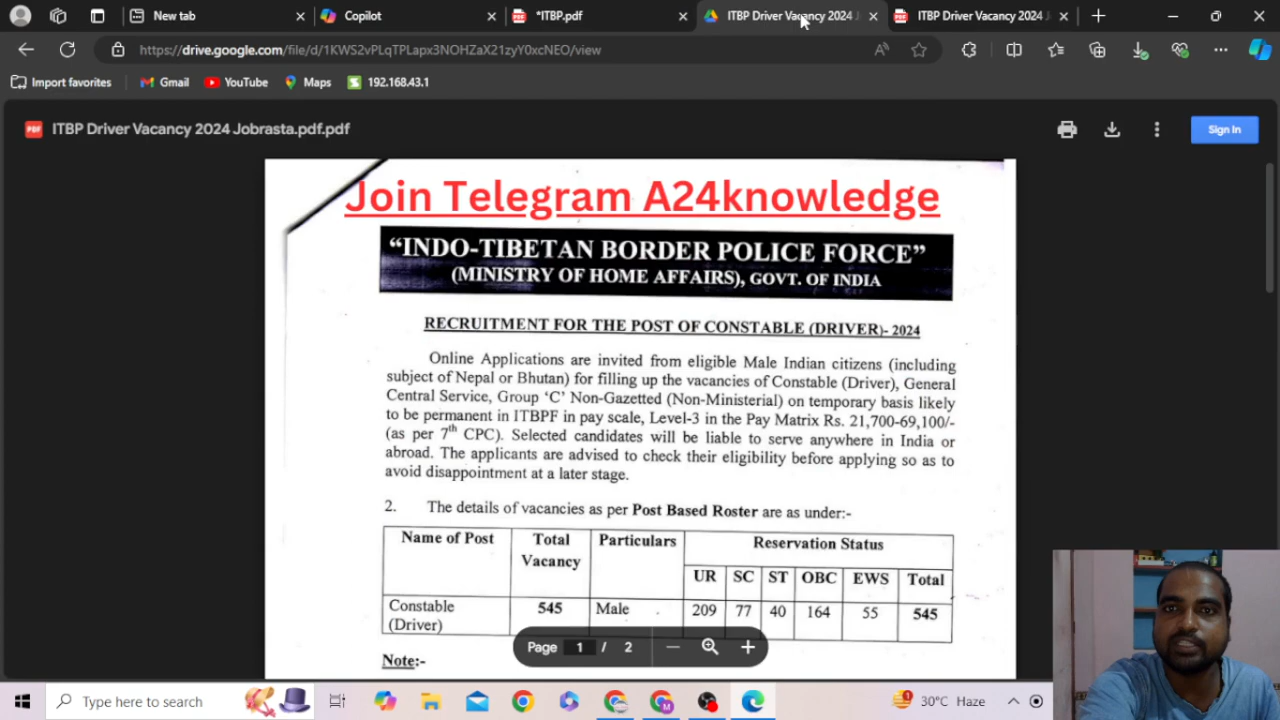 New tab
Copilot
*ITBP.pdf
ITBP Driver Vacancy 2024 J
ITBP Driver Vacancy 2024 J
https://drive.google.com/file/d/1KWS2vPLqTPLapx3NOHZaX21zyY0xcNEO/view
Import favorites
Gmail
YouTube
Maps
192.168.43.1
ITBP Driver Vacancy 2024 Jobrasta.pdf.pdf
Sign In
Join Telegram A24knowledge
“INDO-TIBETAN BORDER POLICE FORCE”
(MINISTRY OF HOME AFFAIRS), GOVT. OF INDIA
RECRUITMENT FOR THE POST OF CONSTABLE (DRIVER)- 2024
Online Applications are invited from eligible Male Indian citizens (including
subject of Nepal or Bhutan) for filling up the vacancies of Constable (Driver), General
Central Service, Group ‘C’ Non-Gazetted (Non-Ministerial) on temporary basis likely
to be permanent in ITBPF in pay scale, Level-3 in the Pay Matrix Rs. 21,700-69,100/-
(as per 7th CPC). Selected candidates will be liable to serve anywhere in India or
abroad. The applicants are advised to check their eligibility before applying so as to
avoid disappointment at a later stage.
2. The details of vacancies as per Post Based Roster are as under:-
Name of Post Total Vacancy Particulars Reservation Status
UR SC ST OBC EWS Total
Constable (Driver) 545 Male 209 77 40 164 55 545
Note:-
Page 1 / 2
Type here to search
30°C Haze